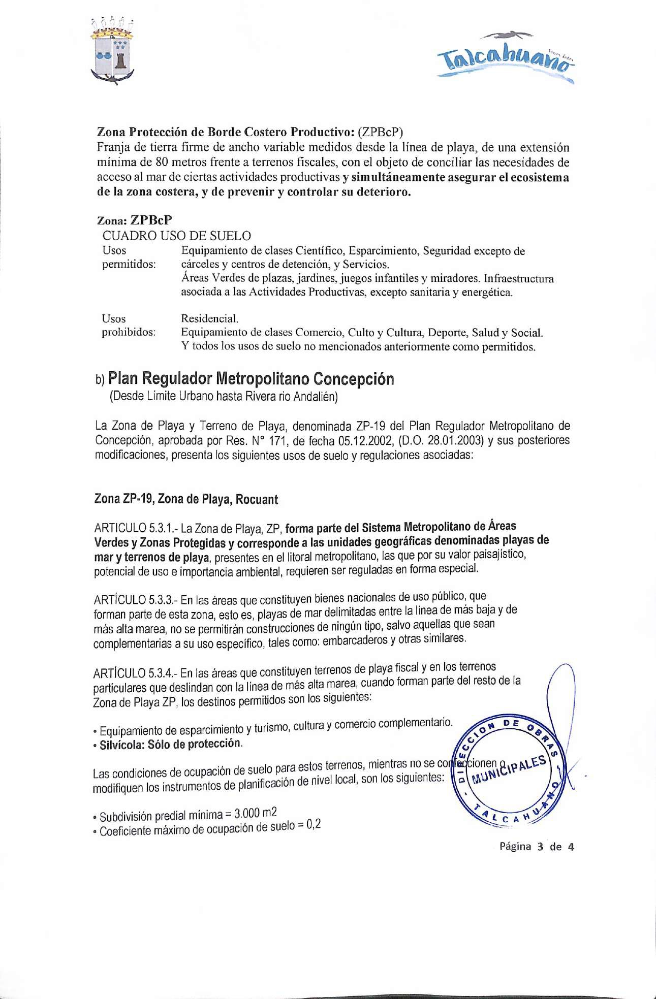 Talcahuano
Zona Protección de Borde Costero Productivo: (ZPBcP)
Franja de tierra firme de ancho variable medidos desde la línea de playa, de una extensión
mínima de 80 metros frente a terrenos fiscales, con el objeto de conciliar las necesidades de
acceso al mar de ciertas actividades productivas y simultáneamente asegurar el ecosistema
de la zona costera, y de prevenir y controlar su deterioro.
Zona: ZPBcP
CUADRO USO DE SUELO
Usos permitidos:
Equipamiento de clases Científico, Esparcimiento, Seguridad excepto de
cárceles y centros de detención, y Servicios.
Áreas Verdes de plazas, jardines, juegos infantiles y miradores. Infraestructura
asociada a las Actividades Productivas, excepto sanitaria y energética.
Usos prohibidos:
Residencial.
Equipamiento de clases Comercio, Culto y Cultura, Deporte, Salud y Social.
Y todos los usos de suelo no mencionados anteriormente como permitidos.
b) Plan Regulador Metropolitano Concepción
(Desde Límite Urbano hasta Rivera rio Andalién)
La Zona de Playa y Terreno de Playa, denominada ZP-19 del Plan Regulador Metropolitano de
Concepción, aprobada por Res. N° 171, de fecha 05.12.2002, (D.O. 28.01.2003) y sus posteriores
modificaciones, presenta los siguientes usos de suelo y regulaciones asociadas:
Zona ZP-19, Zona de Playa, Rocuant
ARTICULO 5.3.1.- La Zona de Playa, ZP, forma parte del Sistema Metropolitano de Áreas
Verdes y Zonas Protegidas y corresponde a las unidades geográficas denominadas playas de
mar y terrenos de playa, presentes en el litoral metropolitano, las que por su valor paisajístico,
potencial de uso e importancia ambiental, requieren ser reguladas en forma especial.
ARTÍCULO 5.3.3.- En las áreas que constituyen bienes nacionales de uso público, que
forman parte de esta zona, esto es, playas de mar delimitadas entre la línea de más baja y de
más alta marea, no se permitirán construcciones de ningún tipo, salvo aquellas que sean
complementarias a su uso específico, tales como: embarcaderos y otras similares.
ARTÍCULO 5.3.4.- En las áreas que constituyen terrenos de playa fiscal y en los terrenos
particulares que deslindan con la línea de más alta marea, cuando forman parte del resto de la
Zona de Playa ZP, los destinos permitidos son los siguientes:
• Equipamiento de esparcimiento y turismo, cultura y comercio complementario.
• Silvícola: Sólo de protección.
Las condiciones de ocupación de suelo para estos terrenos, mientras no se confeccionen o
modifiquen los instrumentos de planificación de nivel local, son los siguientes:
• Subdivisión predial mínima = 3.000 m2
• Coeficiente máximo de ocupación de suelo = 0,2
DIRECCION DE OBRAS
MUNICIPALES
- TALCAHUANO -
Página 3 de 4